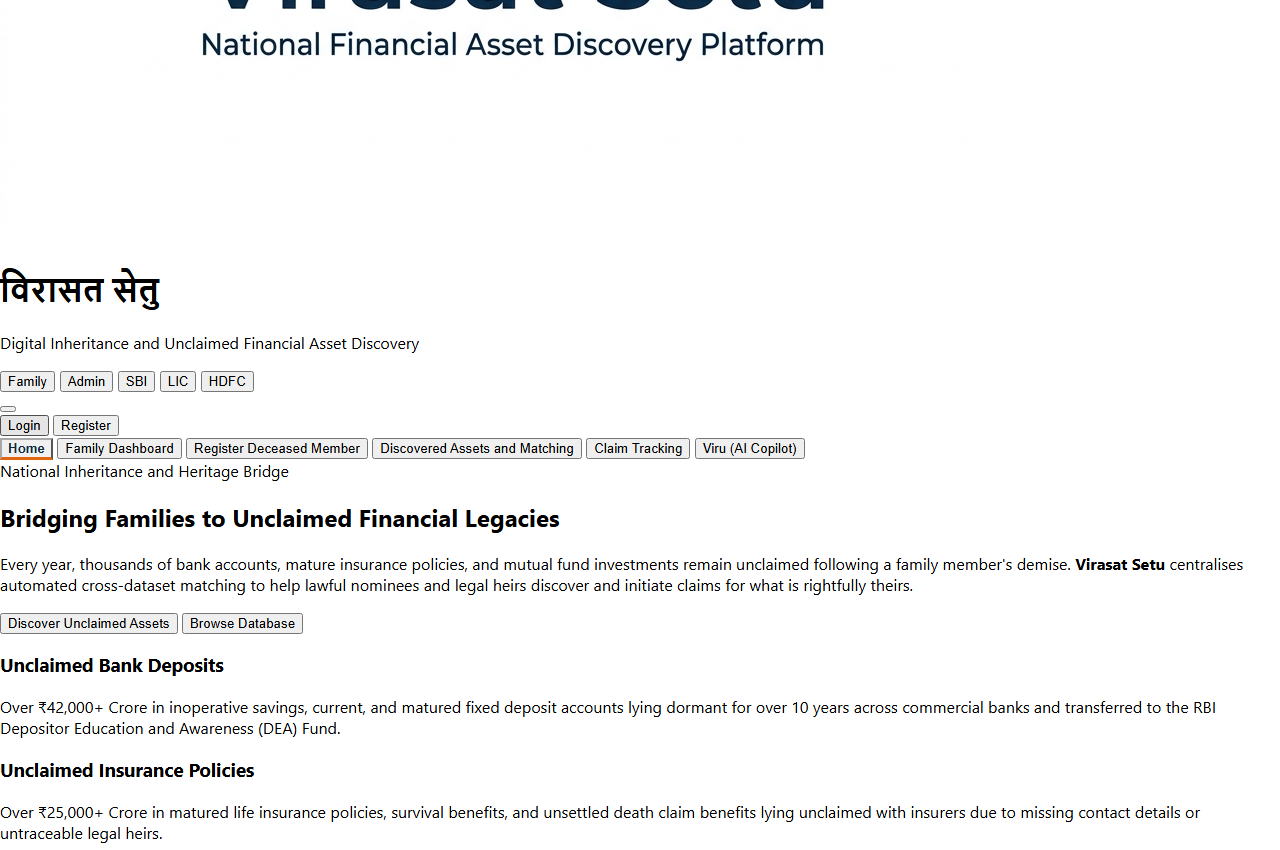 Virasat Setu
National Financial Asset Discovery Platform
विरासत सेतु
Digital Inheritance and Unclaimed Financial Asset Discovery
Family Admin SBI LIC HDFC
Login Register
Home Family Dashboard Register Deceased Member Discovered Assets and Matching Claim Tracking Viru (AI Copilot)
National Inheritance and Heritage Bridge
Bridging Families to Unclaimed Financial Legacies
Every year, thousands of bank accounts, mature insurance policies, and mutual fund investments remain unclaimed following a family member's demise. Virasat Setu centralises
automated cross-dataset matching to help lawful nominees and legal heirs discover and initiate claims for what is rightfully theirs.
Discover Unclaimed Assets Browse Database
Unclaimed Bank Deposits
Over ₹42,000+ Crore in inoperative savings, current, and matured fixed deposit accounts lying dormant for over 10 years across commercial banks and transferred to the RBI
Depositor Education and Awareness (DEA) Fund.
Unclaimed Insurance Policies
Over ₹25,000+ Crore in matured life insurance policies, survival benefits, and unsettled death claim benefits lying unclaimed with insurers due to missing contact details or
untraceable legal heirs.